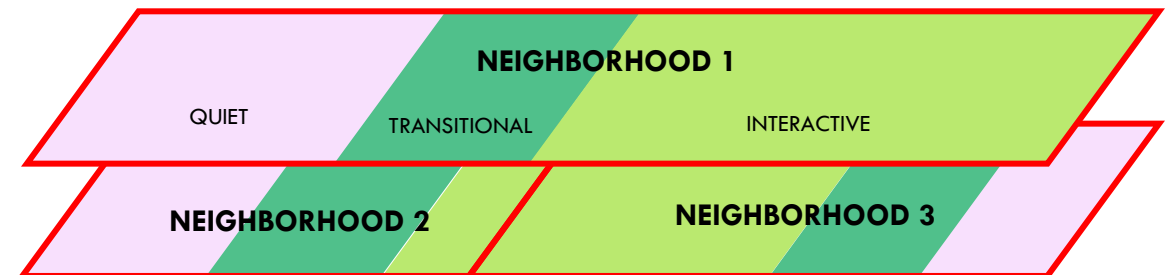 NEIGHBORHOOD 1
QUIET
TRANSITIONAL
INTERACTIVE
NEIGHBORHOOD 2
NEIGHBORHOOD 3